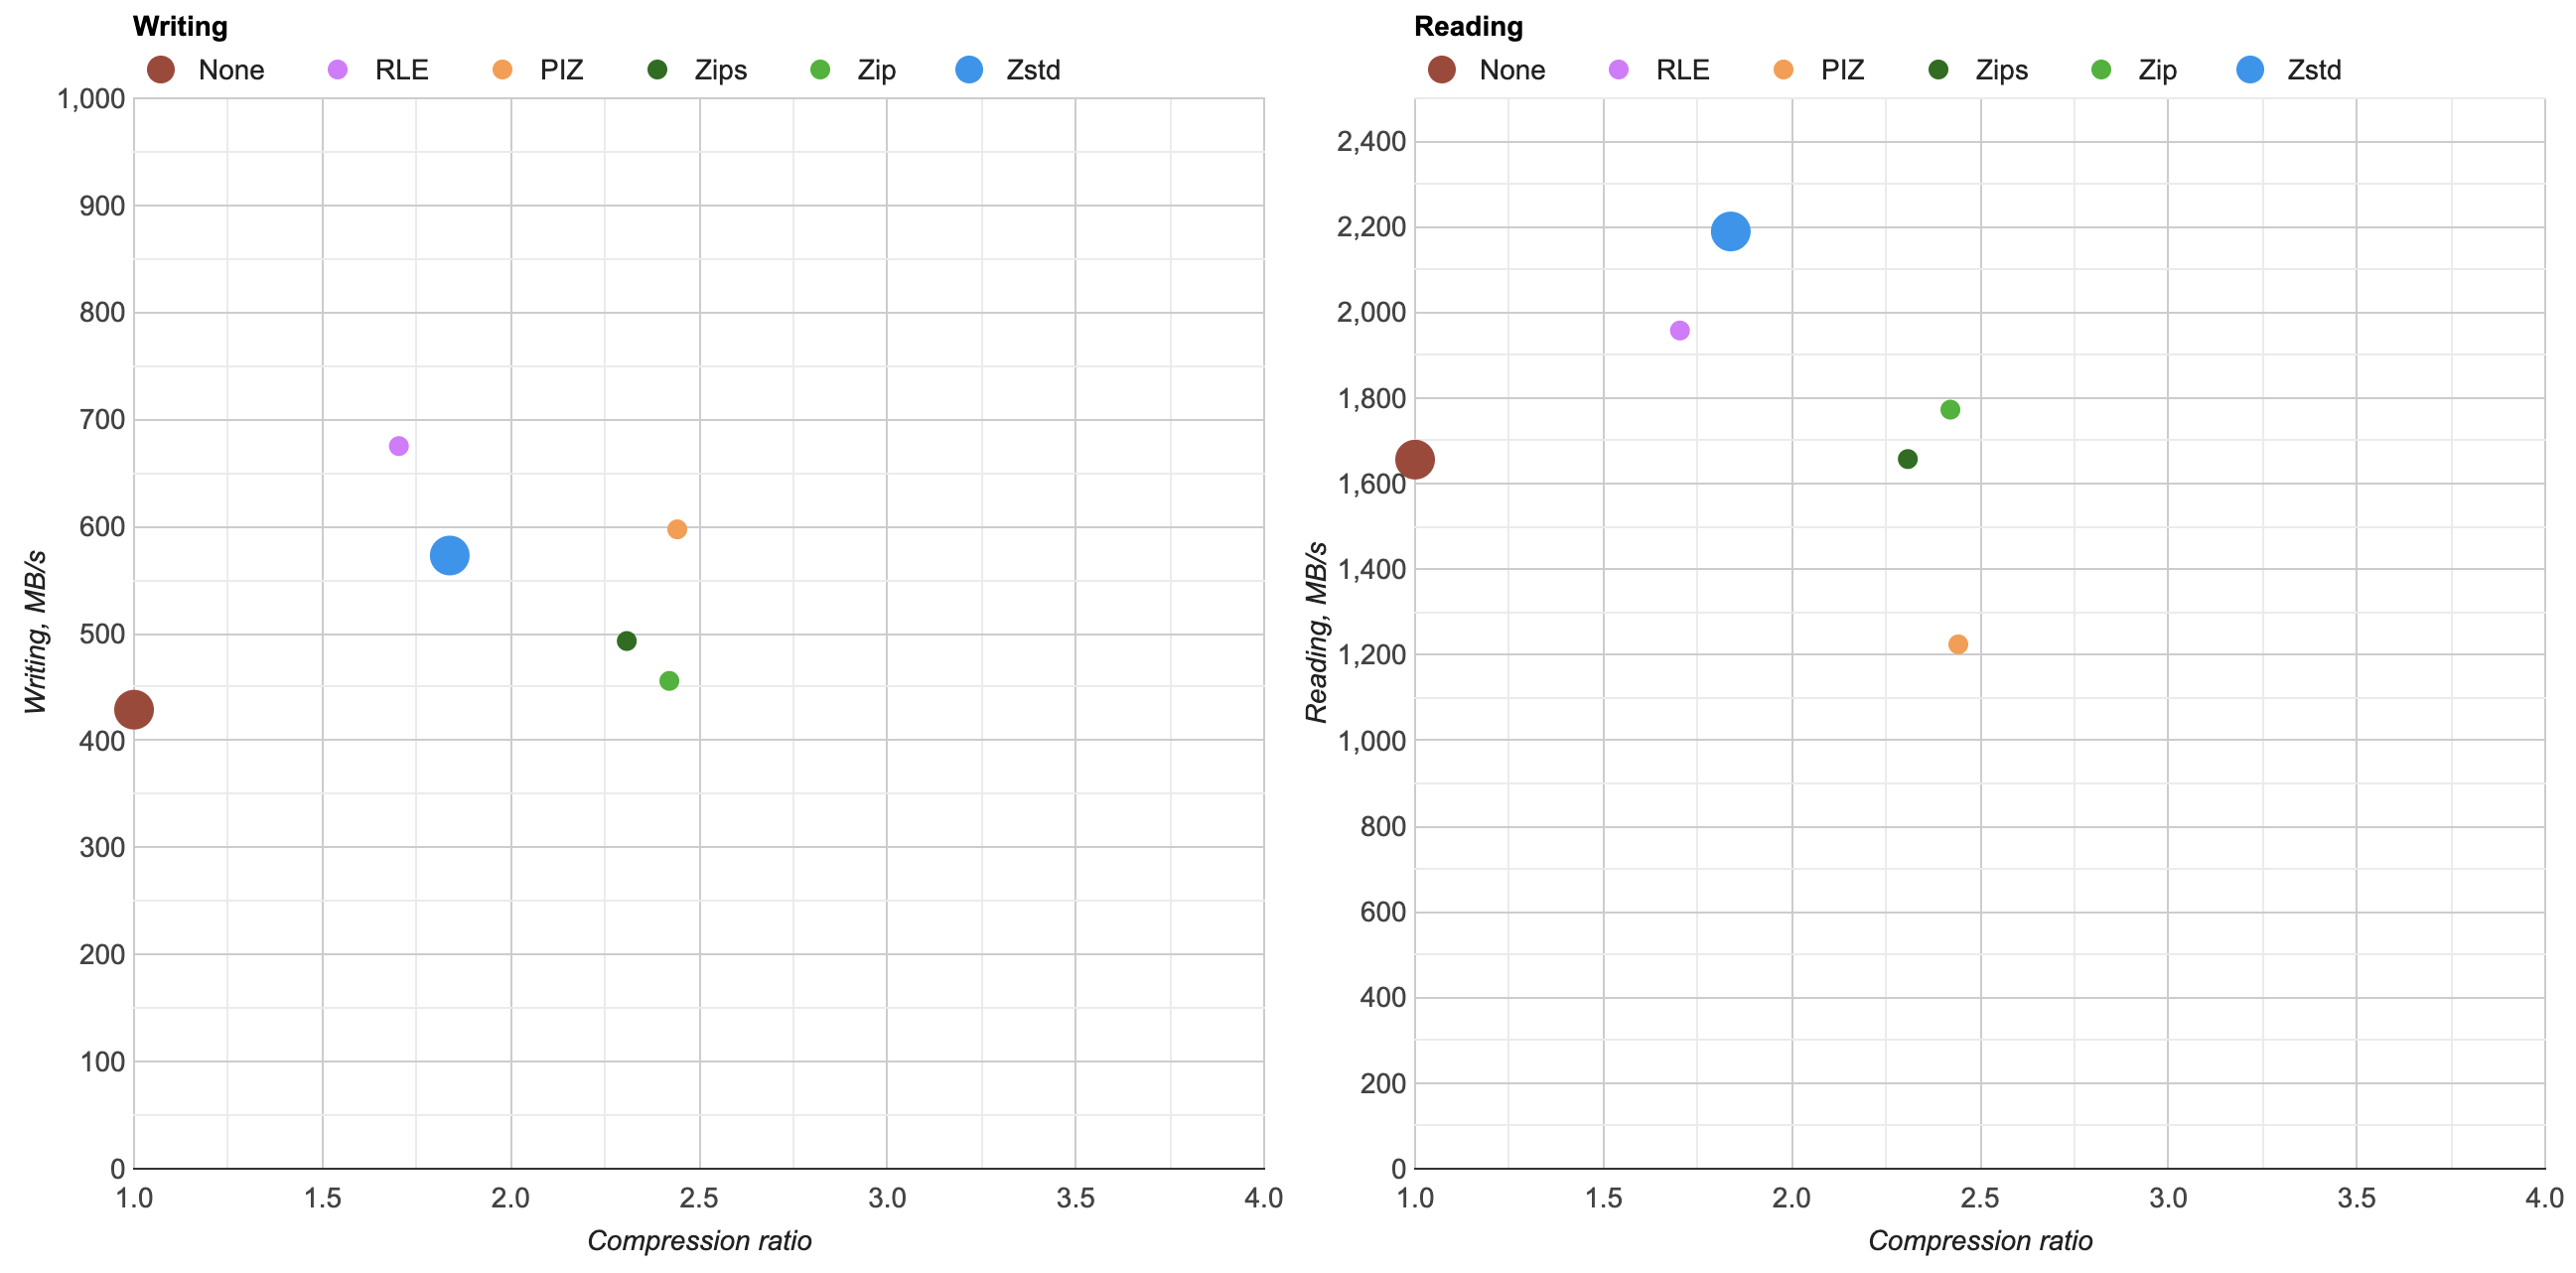 Writing
None RLE PIZ Zips Zip Zstd
1,000
900
800
700
600
500
400
300
200
100
0
Writing, MB/s
1.0 1.5 2.0 2.5 3.0 3.5 4.0
Compression ratio
Reading
None RLE PIZ Zips Zip Zstd
2,400
2,200
2,000
1,800
1,600
1,400
1,200
1,000
800
600
400
200
0
Reading, MB/s
1.0 1.5 2.0 2.5 3.0 3.5 4.0
Compression ratio